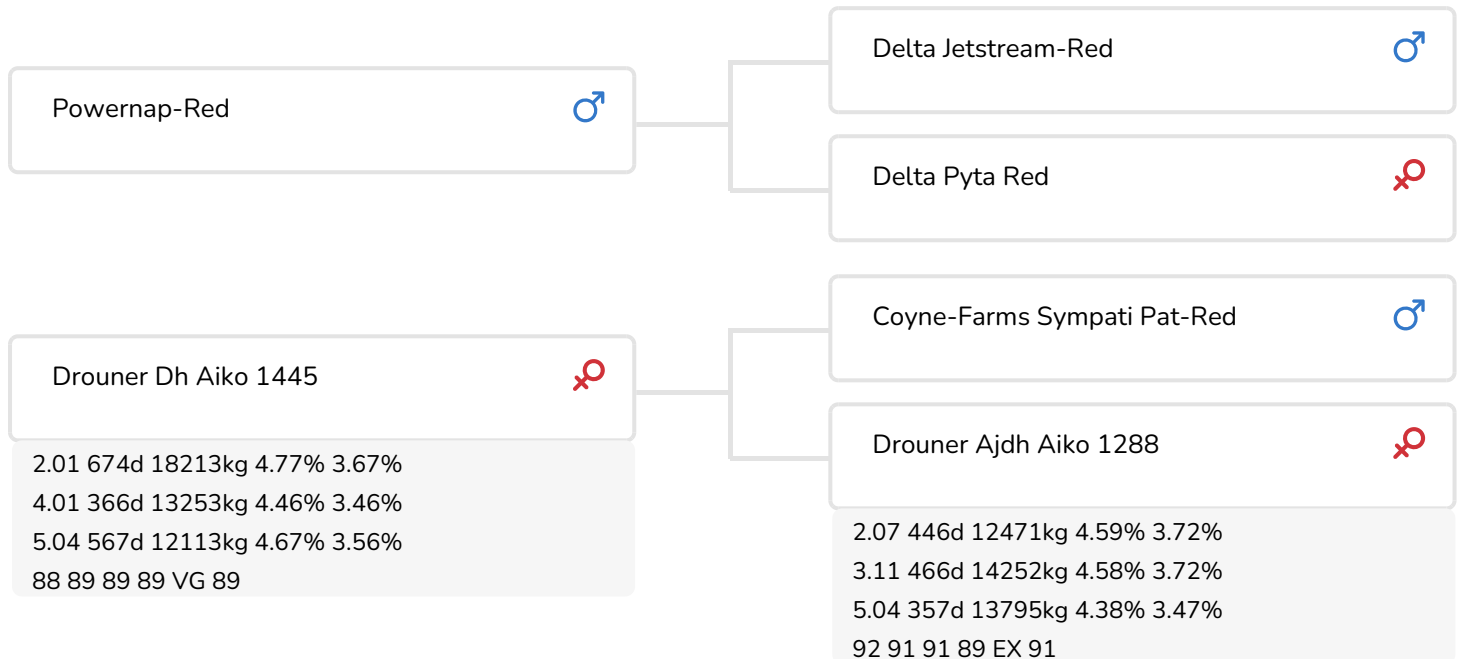 Powernap-Red
Delta Jetstream-Red
Delta Pyta Red
Drouner Dh Aiko 1445
2.01 674d 18213kg 4.77% 3.67%
4.01 366d 13253kg 4.46% 3.46%
5.04 567d 12113kg 4.67% 3.56%
88 89 89 89 VG 89
Coyne-Farms Sympati Pat-Red
Drouner Ajdh Aiko 1288
2.07 446d 12471kg 4.59% 3.72%
3.11 466d 14252kg 4.58% 3.72%
5.04 357d 13795kg 4.38% 3.47%
92 91 91 89 EX 91